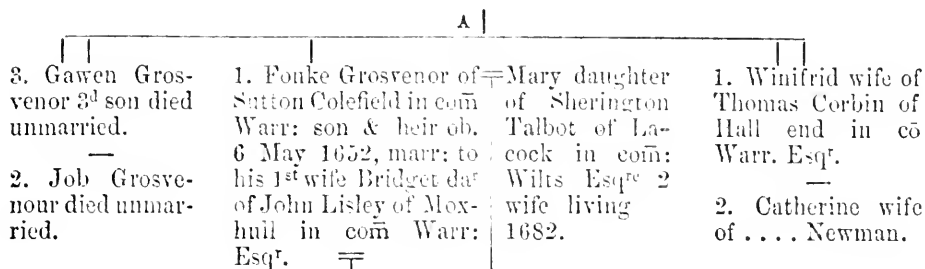 A
3. Gawen Gros-
venor 3d son died
unmarried.
2. Job Grosve-
nour died unmar-
ried.
1. Fouke Grosvenor of
Sutton Colefield in com̄
Warr: son & heir ob.
6 May 1652, marr: to
his 1st wife Bridget dar
of John Lisley of Mox-
hull in com̄ Warr:
Esqr.
Mary daughter
of Sherington
Talbot of La-
cock in com̄:
Wilts Esqre 2
wife living
1682.
1. Winifrid wife of
Thomas Corbin of
Hall end in cō
Warr. Esqr.
2. Catherine wife
of .... Newman.